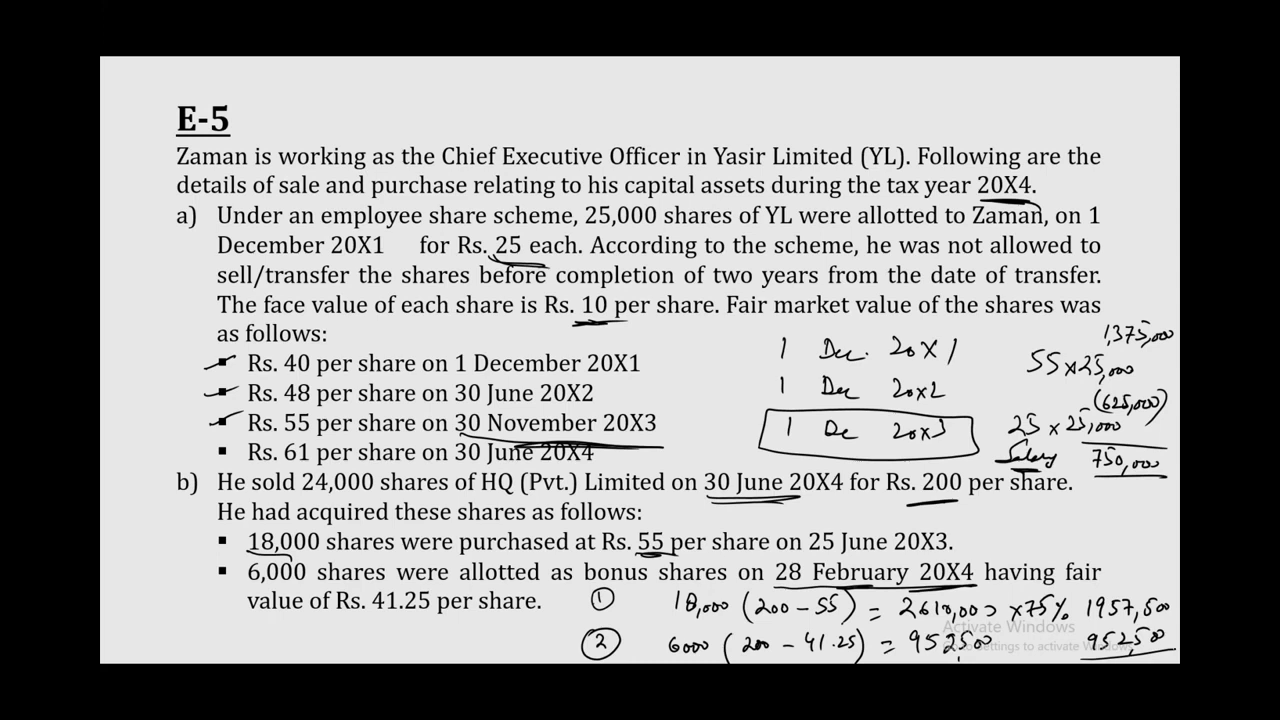 E-5
Zaman is working as the Chief Executive Officer in Yasir Limited (YL). Following are the
details of sale and purchase relating to his capital assets during the tax year 20X4.
a) Under an employee share scheme, 25,000 shares of YL were allotted to Zaman, on 1
December 20X1 for Rs. 25 each. According to the scheme, he was not allowed to
sell/transfer the shares before completion of two years from the date of transfer.
The face value of each share is Rs. 10 per share. Fair market value of the shares was
as follows:
▪ Rs. 40 per share on 1 December 20X1
▪ Rs. 48 per share on 30 June 20X2
▪ Rs. 55 per share on 30 November 20X3
▪ Rs. 61 per share on 30 June 20X4
1 Dec. 20X1
1 Dec 20X2
1 De 20X3
1,375,000
55 x 25,000
(625,000)
25 x 25,000
Salary 750,000
b) He sold 24,000 shares of HQ (Pvt.) Limited on 30 June 20X4 for Rs. 200 per share.
He had acquired these shares as follows:
▪ 18,000 shares were purchased at Rs. 55 per share on 25 June 20X3.
▪ 6,000 shares were allotted as bonus shares on 28 February 20X4 having fair
value of Rs. 41.25 per share.
① 18,000 (200 - 55) = 2610,000 x75% 1957,500
② 6000 (200 - 41.25) = 952,500 952,500
Activate Windows
Go to Settings to activate Windows.